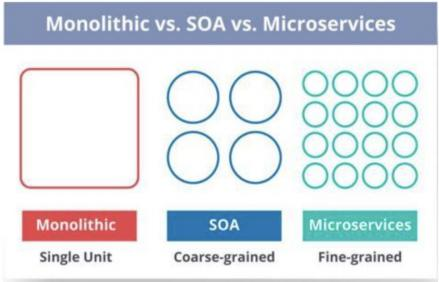 Monolithic vs. SOA vs. Microservices
Monolithic SOA Microservices
Single Unit Coarse-grained Fine-grained